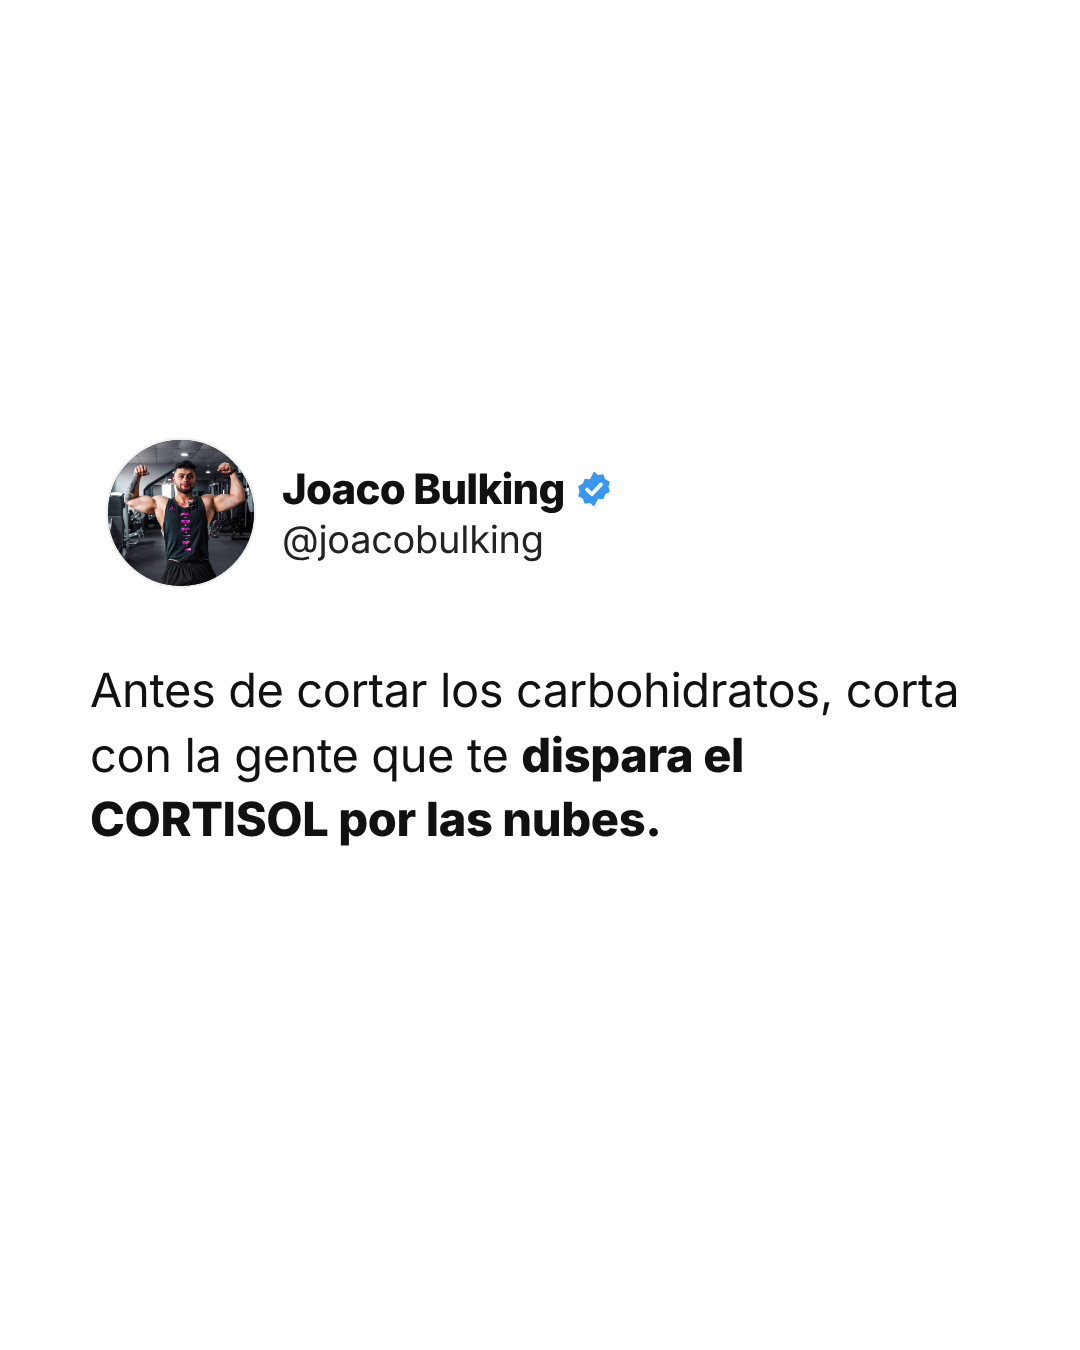 Joaco Bulking
@joacobulking
Antes de cortar los carbohidratos, corta
con la gente que te dispara el
CORTISOL por las nubes.